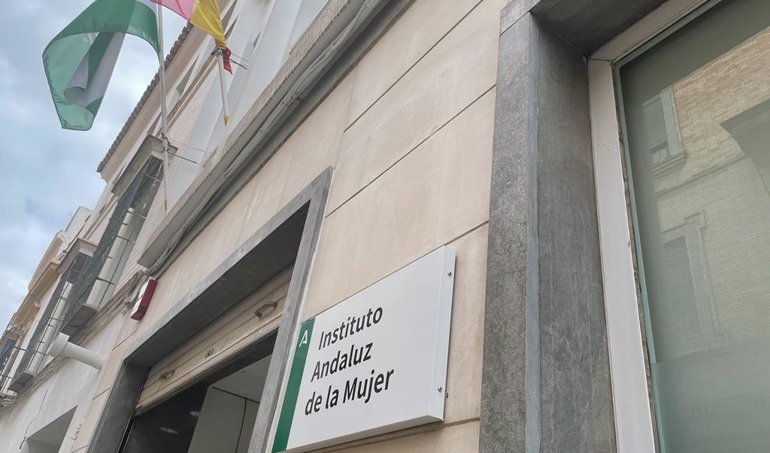 A
Instituto
Andaluz
de la Mujer